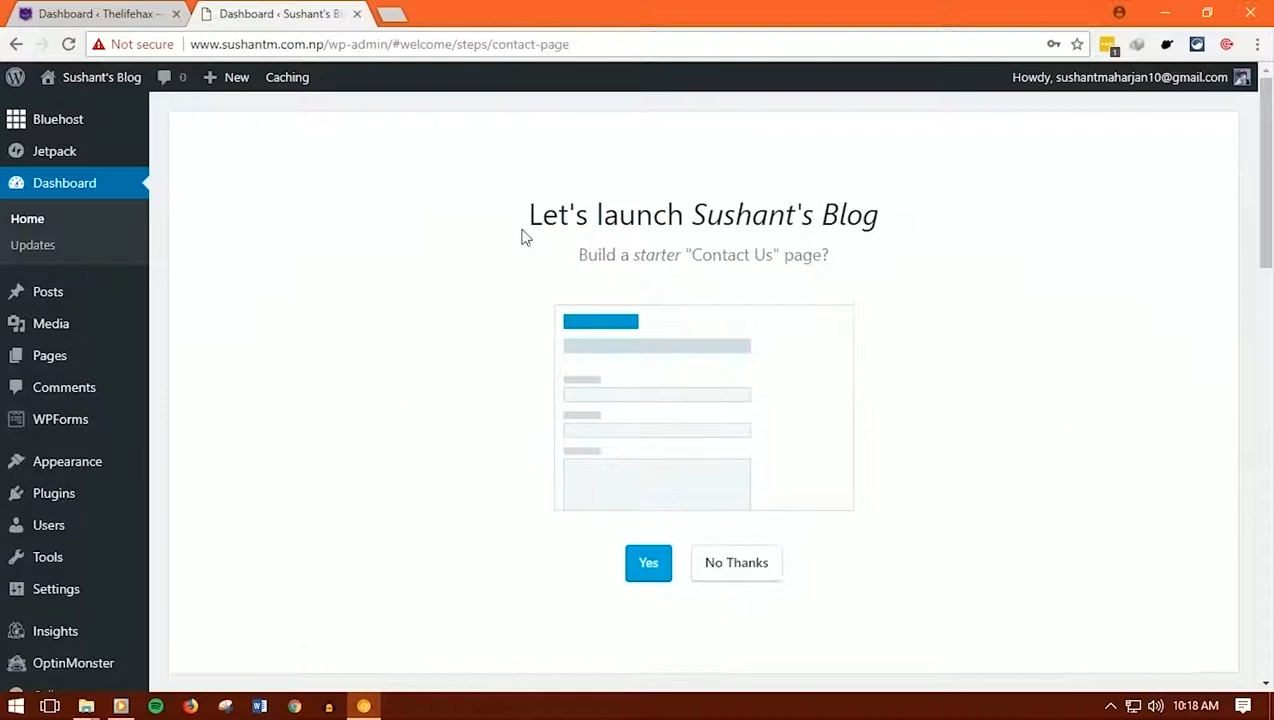 Dashboard ‹ Thelifehax —
Dashboard ‹ Sushant's Bl
Not secure
www.sushantm.com.np/wp-admin/#welcome/steps/contact-page
1
Sushant's Blog
0
New
Caching
Howdy, sushantmaharjan10@gmail.com
Bluehost
Jetpack
Dashboard
Home
Updates
Posts
Media
Pages
Comments
WPForms
Appearance
Plugins
Users
Tools
Settings
Insights
OptinMonster
Let's launch Sushant's Blog
Build a starter "Contact Us" page?
Yes
No Thanks
10:18 AM